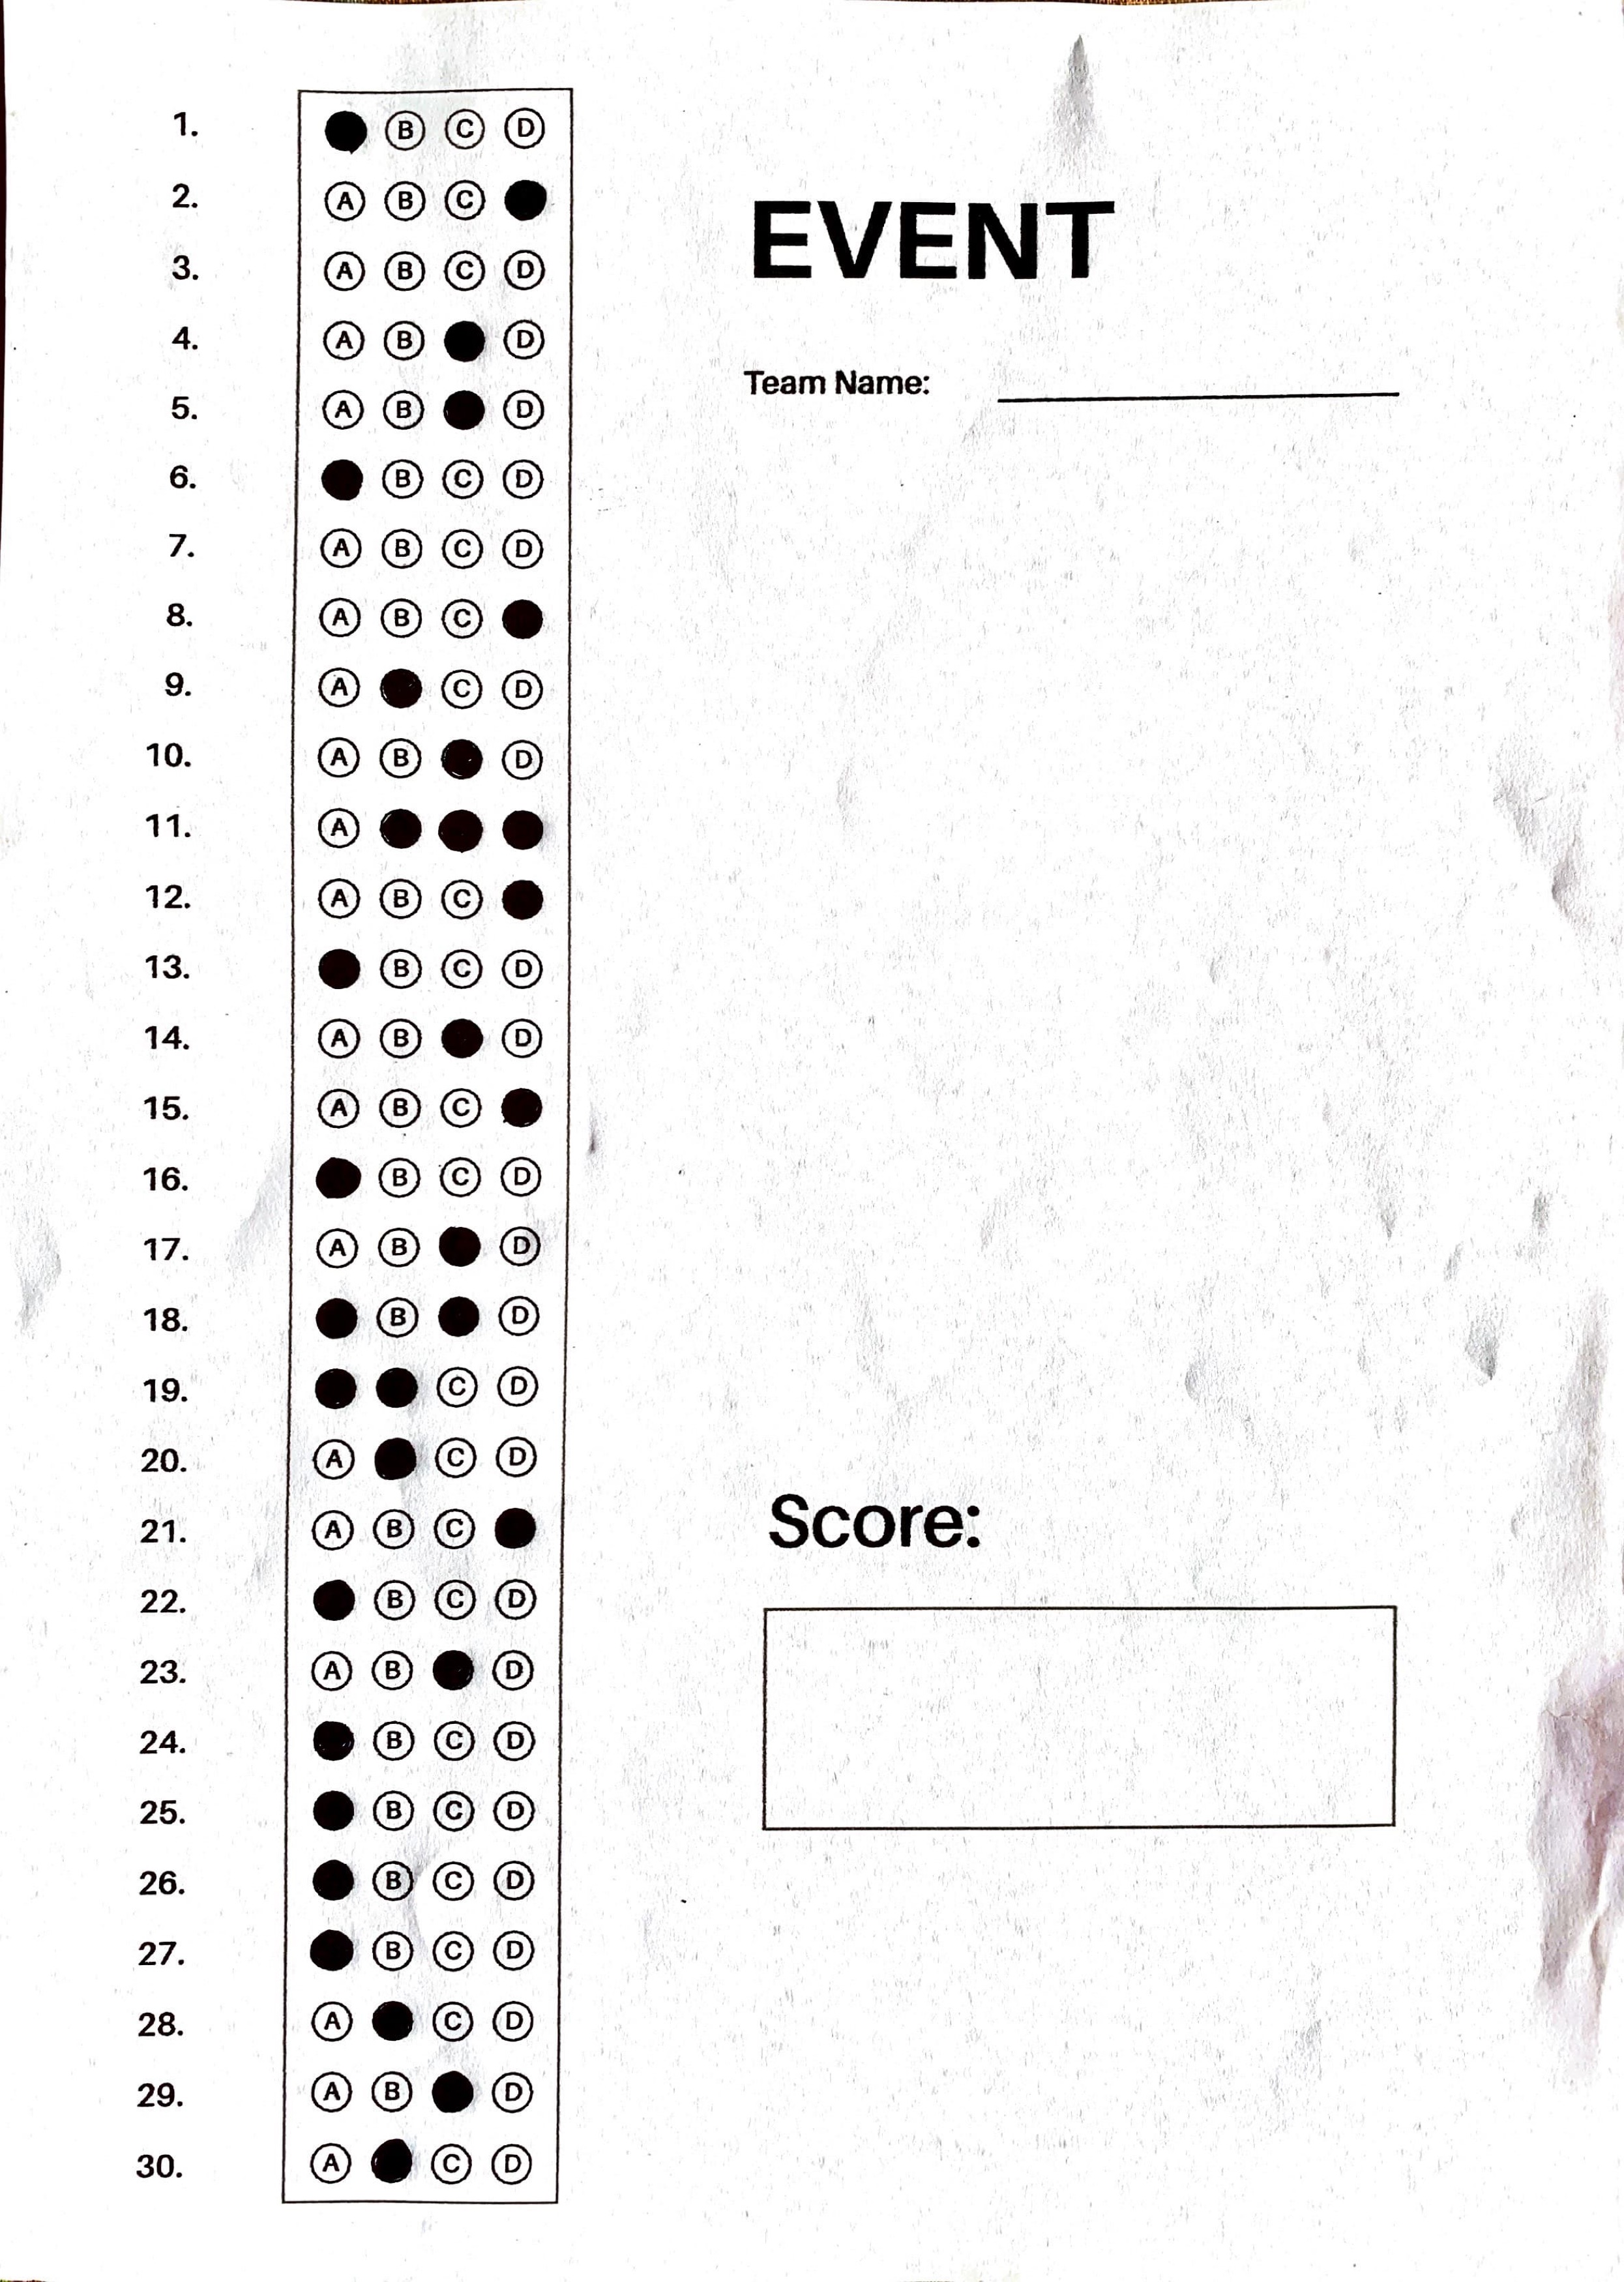 1. B C D
2. A B C
3. A B C D
4. A B D
5. A B D
6. B C D
7. A B C D
8. A B C
9. A C D
10. A B D
11. A
12. A B C
13. B C D
14. A B D
15. A B C
16. B C D
17. A B D
18. B D
19. C D
20. A C D
21. A B C
22. B C D
23. A B D
24. B C D
25. B C D
26. B C D
27. B C D
28. A C D
29. A B D
30. A C D
EVENT
Team Name:
Score: